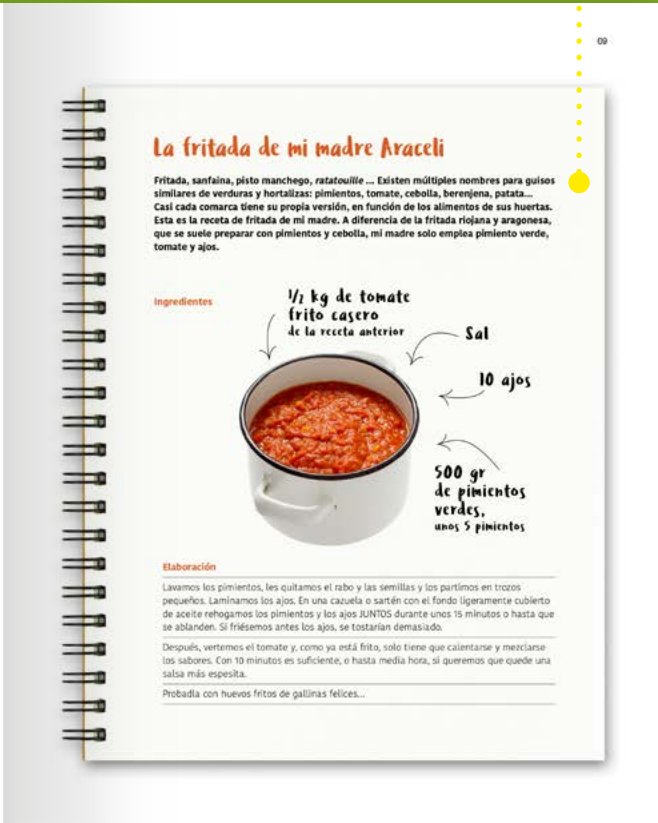 09
La fritada de mi madre Araceli
Fritada, sanfaina, pisto manchego, ratatouille ... Existen múltiples nombres para guisos
similares de verduras y hortalizas: pimientos, tomate, cebolla, berenjena, patata...
Casi cada comarca tiene su propia versión, en función de los alimentos de sus huertas.
Esta es la receta de fritada de mi madre. A diferencia de la fritada riojana y aragonesa,
que se suele preparar con pimientos y cebolla, mi madre solo emplea pimiento verde,
tomate y ajos.
Ingredientes
1/2 kg de tomate
frito casero
de la receta anterior
Sal
10 ajos
500 gr
de pimientos
verdes,
unos 5 pimientos
Elaboración
Lavamos los pimientos, les quitamos el rabo y las semillas y los partimos en trozos
pequeños. Laminamos los ajos. En una cazuela o sartén con el fondo ligeramente cubierto
de aceite rehogamos los pimientos y los ajos JUNTOS durante unos 15 minutos o hasta que
se ablanden. Si friésemos antes los ajos, se tostarían demasiado.
Después, vertemos el tomate y, como ya está frito, solo tiene que calentarse y mezclarse
los sabores. Con 10 minutos es suficiente, o hasta media hora, si queremos que quede una
salsa más espesita.
Probadla con huevos fritos de gallinas felices...